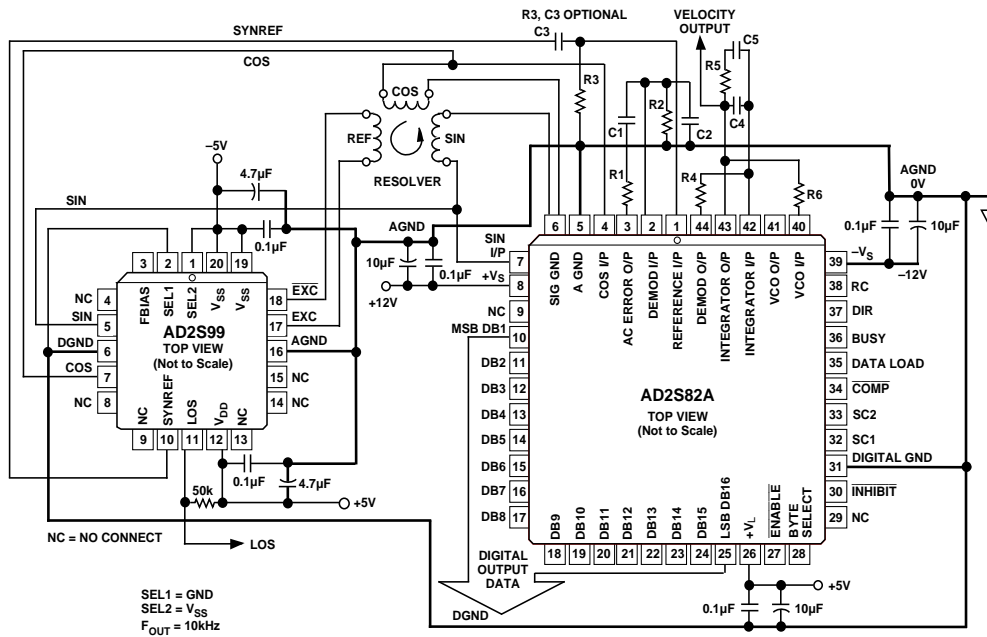 SYNREF
COS
R3, C3 OPTIONAL
C3
R3
VELOCITY
OUTPUT
C5
R5
C4
COS
REF
SIN
RESOLVER
C1
R2
C2
R1
R4
R6
–5V
4.7µF
SIN
0.1µF
AGND
10µF
0.1µF
+12V
AGND
0V
0.1µF
10µF
–12V
3
2
1
20
19
FBIAS
SEL1
SEL2
VSS
VSS
NC 4
SIN 5
DGND 6
COS 7
NC 8
AD2S99
TOP VIEW
(Not to Scale)
18 EXC
17 EXC
16 AGND
15 NC
14 NC
NC
SYNREF
LOS
VDD
NC
9
10
11
12
13
0.1µF
4.7µF
50k
+5V
NC = NO CONNECT
LOS
SEL1 = GND
SEL2 = VSS
FOUT = 10kHz
6
5
4
3
2
1
44
43
42
41
40
SIG GND
A GND
COS I/P
AC ERROR O/P
DEMOD I/P
REFERENCE I/P
DEMOD O/P
INTEGRATOR O/P
INTEGRATOR I/P
VCO O/P
VCO I/P
SIN
I/P 7
+VS 8
NC 9
MSB DB1 10
DB2 11
DB3 12
DB4 13
DB5 14
DB6 15
DB7 16
DB8 17
AD2S82A
TOP VIEW
(Not to Scale)
39 –VS
38 RC
37 DIR
36 BUSY
35 DATA LOAD
34 COMP
33 SC2
32 SC1
31 DIGITAL GND
30 INHIBIT
29 NC
DB9
DB10
DB11
DB12
DB13
DB14
DB15
LSB DB16
+VL
ENABLE
BYTE
SELECT
18
19
20
21
22
23
24
25
26
27
28
DIGITAL
OUTPUT
DATA
DGND
+5V
0.1µF
10µF